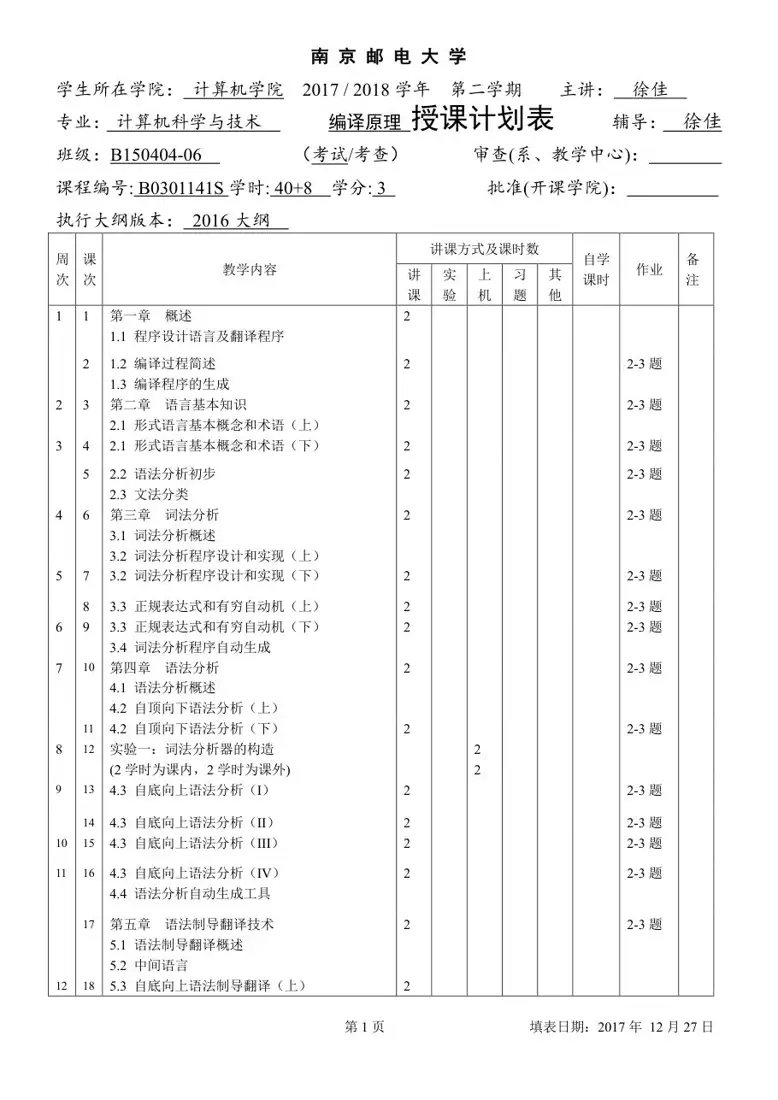 南 京 邮 电 大 学
学生所在学院： 计算机学院 2017 / 2018 学年 第二学期 主讲： 徐佳
专业： 计算机科学与技术 编译原理 授课计划表 辅导： 徐佳
班级：B150404-06 （考试/考查） 审查(系、教学中心)：
课程编号: B0301141S 学时: 40+8 学分: 3 批准(开课学院)：
执行大纲版本： 2016 大纲
周次 课次 教学内容 讲课方式及课时数 自学课时 作业 备注
讲课 实验 上机 习题 其他
1 1 第一章 概述 2
1.1 程序设计语言及翻译程序
2 1.2 编译过程简述 2 2-3 题
1.3 编译程序的生成
2 3 第二章 语言基本知识 2 2-3 题
2.1 形式语言基本概念和术语（上）
3 4 2.1 形式语言基本概念和术语（下） 2 2-3 题
5 2.2 语法分析初步 2 2-3 题
2.3 文法分类
4 6 第三章 词法分析 2 2-3 题
3.1 词法分析概述
3.2 词法分析程序设计和实现（上）
5 7 3.2 词法分析程序设计和实现（下） 2 2-3 题
8 3.3 正规表达式和有穷自动机（上） 2 2-3 题
6 9 3.3 正规表达式和有穷自动机（下） 2 2-3 题
3.4 词法分析程序自动生成
7 10 第四章 语法分析 2 2-3 题
4.1 语法分析概述
4.2 自顶向下语法分析（上）
11 4.2 自顶向下语法分析（下） 2 2-3 题
8 12 实验一：词法分析器的构造 2
(2 学时为课内，2 学时为课外) 2
9 13 4.3 自底向上语法分析（I） 2 2-3 题
14 4.3 自底向上语法分析（II） 2 2-3 题
10 15 4.3 自底向上语法分析（III） 2 2-3 题
11 16 4.3 自底向上语法分析（IV） 2 2-3 题
4.4 语法分析自动生成工具
17 第五章 语法制导翻译技术 2 2-3 题
5.1 语法制导翻译概述
5.2 中间语言
12 18 5.3 自底向上语法制导翻译（上） 2
第 1 页 填表日期：2017 年 12 月 27 日